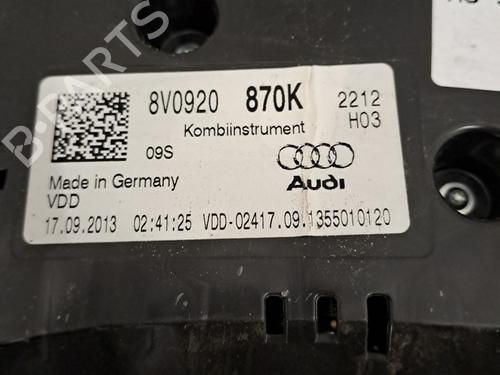 8V0920 870K 2212
Kombiinstrument H03
09S
Audi
Made in Germany
VDD
17.09.2013 02:41:25 VDD-02417.09.1355010120
B-PARTS